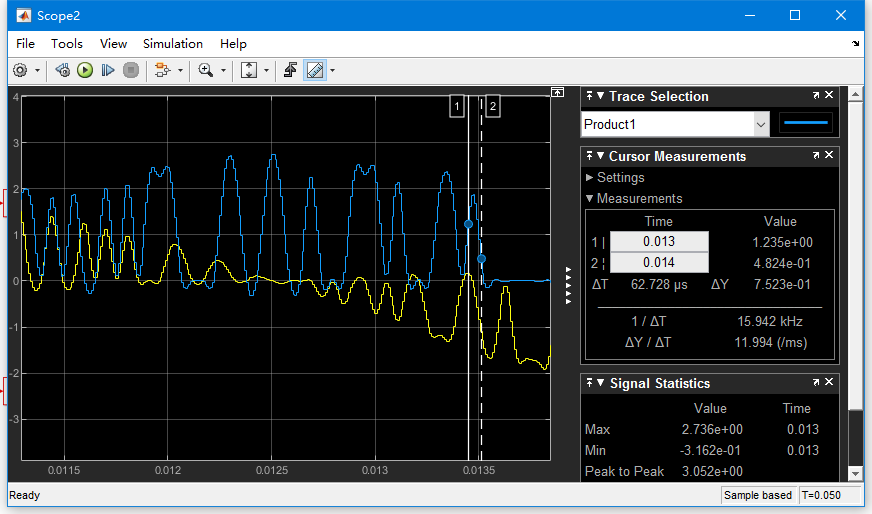 Scope2
File Tools View Simulation Help
1 2
4
3
2
1
0
-1
-2
-3
0.0115 0.012 0.0125 0.013 0.0135
Trace Selection
Product1
Cursor Measurements
Settings
Measurements
Time Value
1 | 0.013 1.235e+00
2 ¦ 0.014 4.824e-01
ΔT 62.728 µs ΔY 7.523e-01
1 / ΔT 15.942 kHz
ΔY / ΔT 11.994 (/ms)
Signal Statistics
Value Time
Max 2.736e+00 0.013
Min -3.162e-01 0.013
Peak to Peak 3.052e+00
Ready Sample based T=0.050